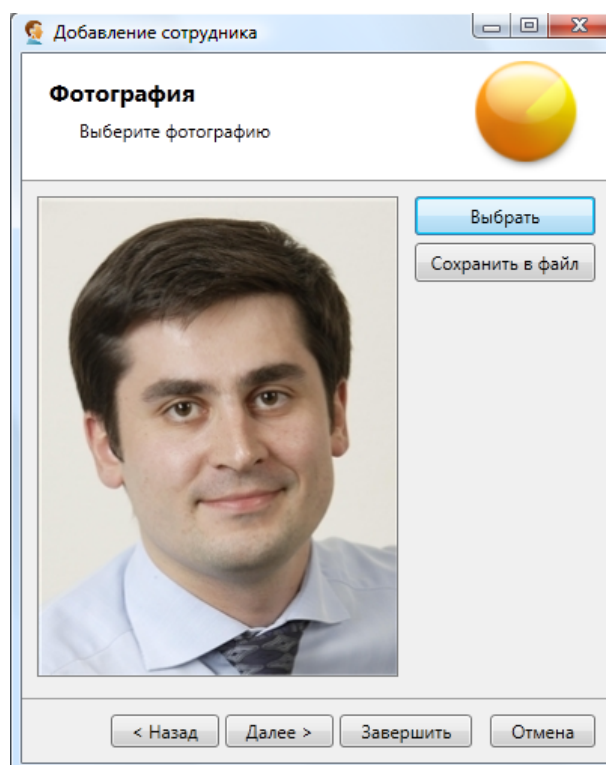 Добавление сотрудника
Фотография
Выберите фотографию
Выбрать
Сохранить в файл
< Назад
Далее >
Завершить
Отмена